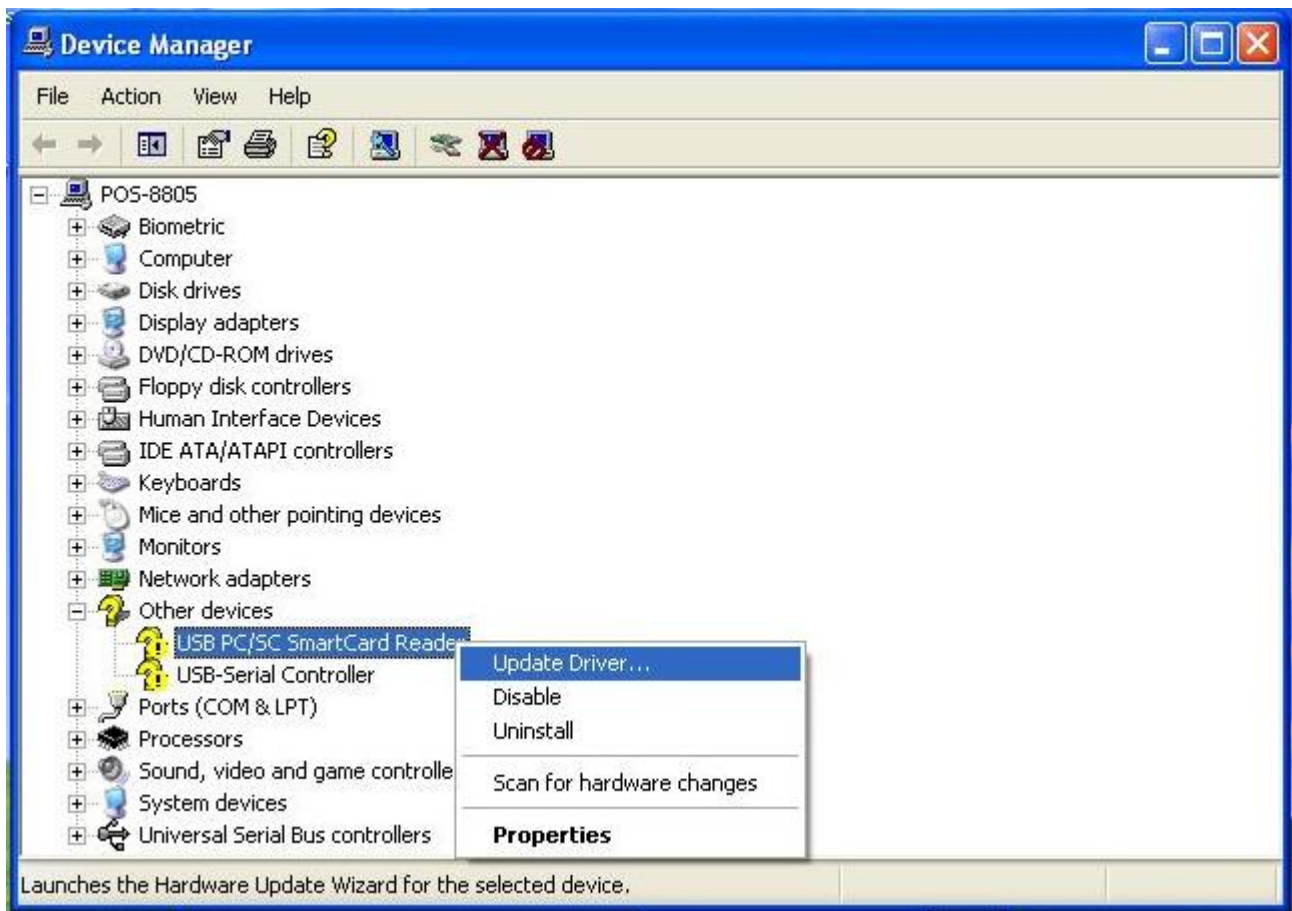 Device Manager
File Action View Help
POS-8805
Biometric
Computer
Disk drives
Display adapters
DVD/CD-ROM drives
Floppy disk controllers
Human Interface Devices
IDE ATA/ATAPI controllers
Keyboards
Mice and other pointing devices
Monitors
Network adapters
Other devices
USB PC/SC SmartCard Reader
USB-Serial Controller
Ports (COM & LPT)
Processors
Sound, video and game controlle
System devices
Universal Serial Bus controllers
Update Driver...
Disable
Uninstall
Scan for hardware changes
Properties
Launches the Hardware Update Wizard for the selected device.